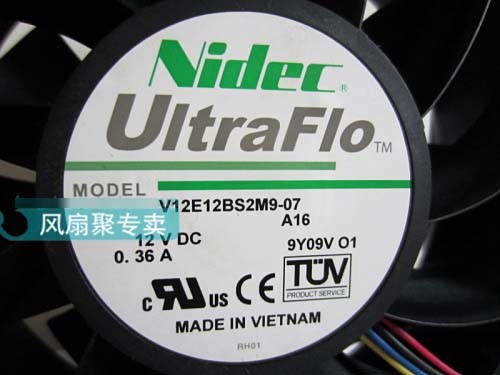 Nidec®
UltraFlo™
MODEL
V12E12BS2M9-07
A16
风扇聚专卖
12 V DC
9Y09V O1
0. 36 A
c RU US CE TÜV
PRODUCT SERVICE
MADE IN VIETNAM
RH01